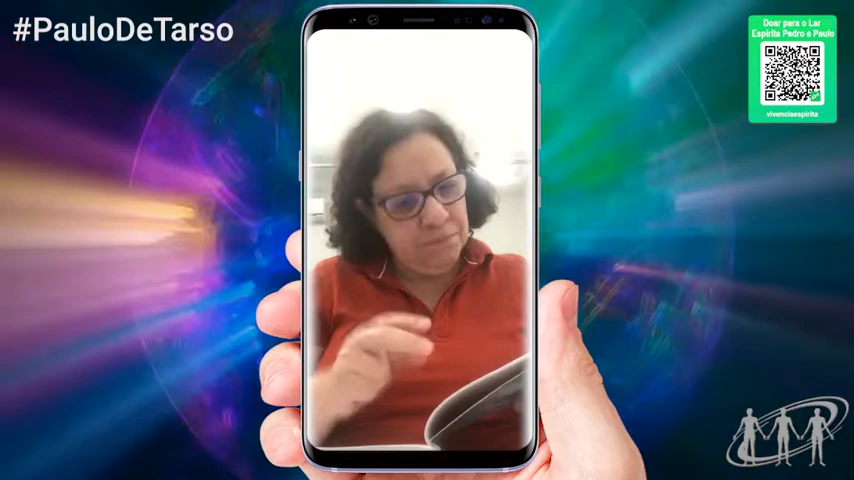 #PauloDeTarso
Doar para o Lar
Espírita Pedro e Paulo
vivenciaespirita